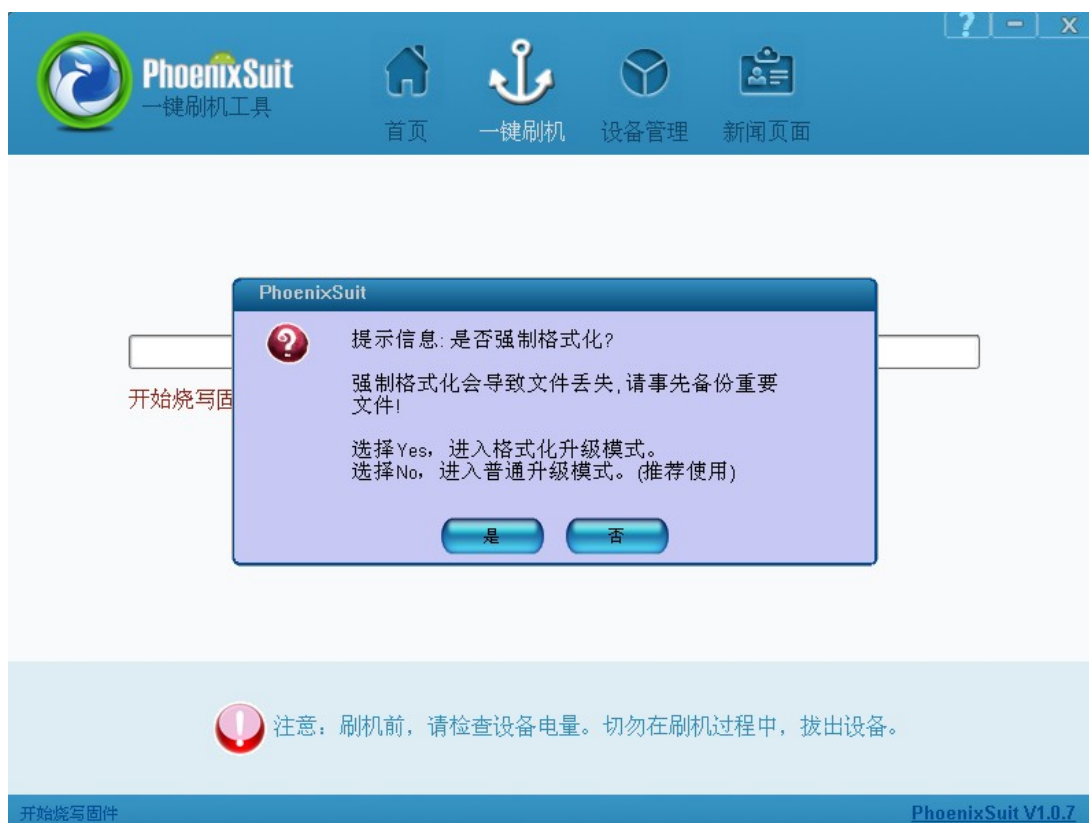 ? - x
PhoenixSuit
一键刷机工具
首页 一键刷机 设备管理 新闻页面
PhoenixSuit
提示信息:是否强制格式化?
强制格式化会导致文件丢失,请事先备份重要
文件!
开始烧写固
选择Yes，进入格式化升级模式。
选择No，进入普通升级模式。(推荐使用)
是 否
注意：刷机前，请检查设备电量。切勿在刷机过程中，拔出设备。
开始烧写固件 PhoenixSuit V1.0.7